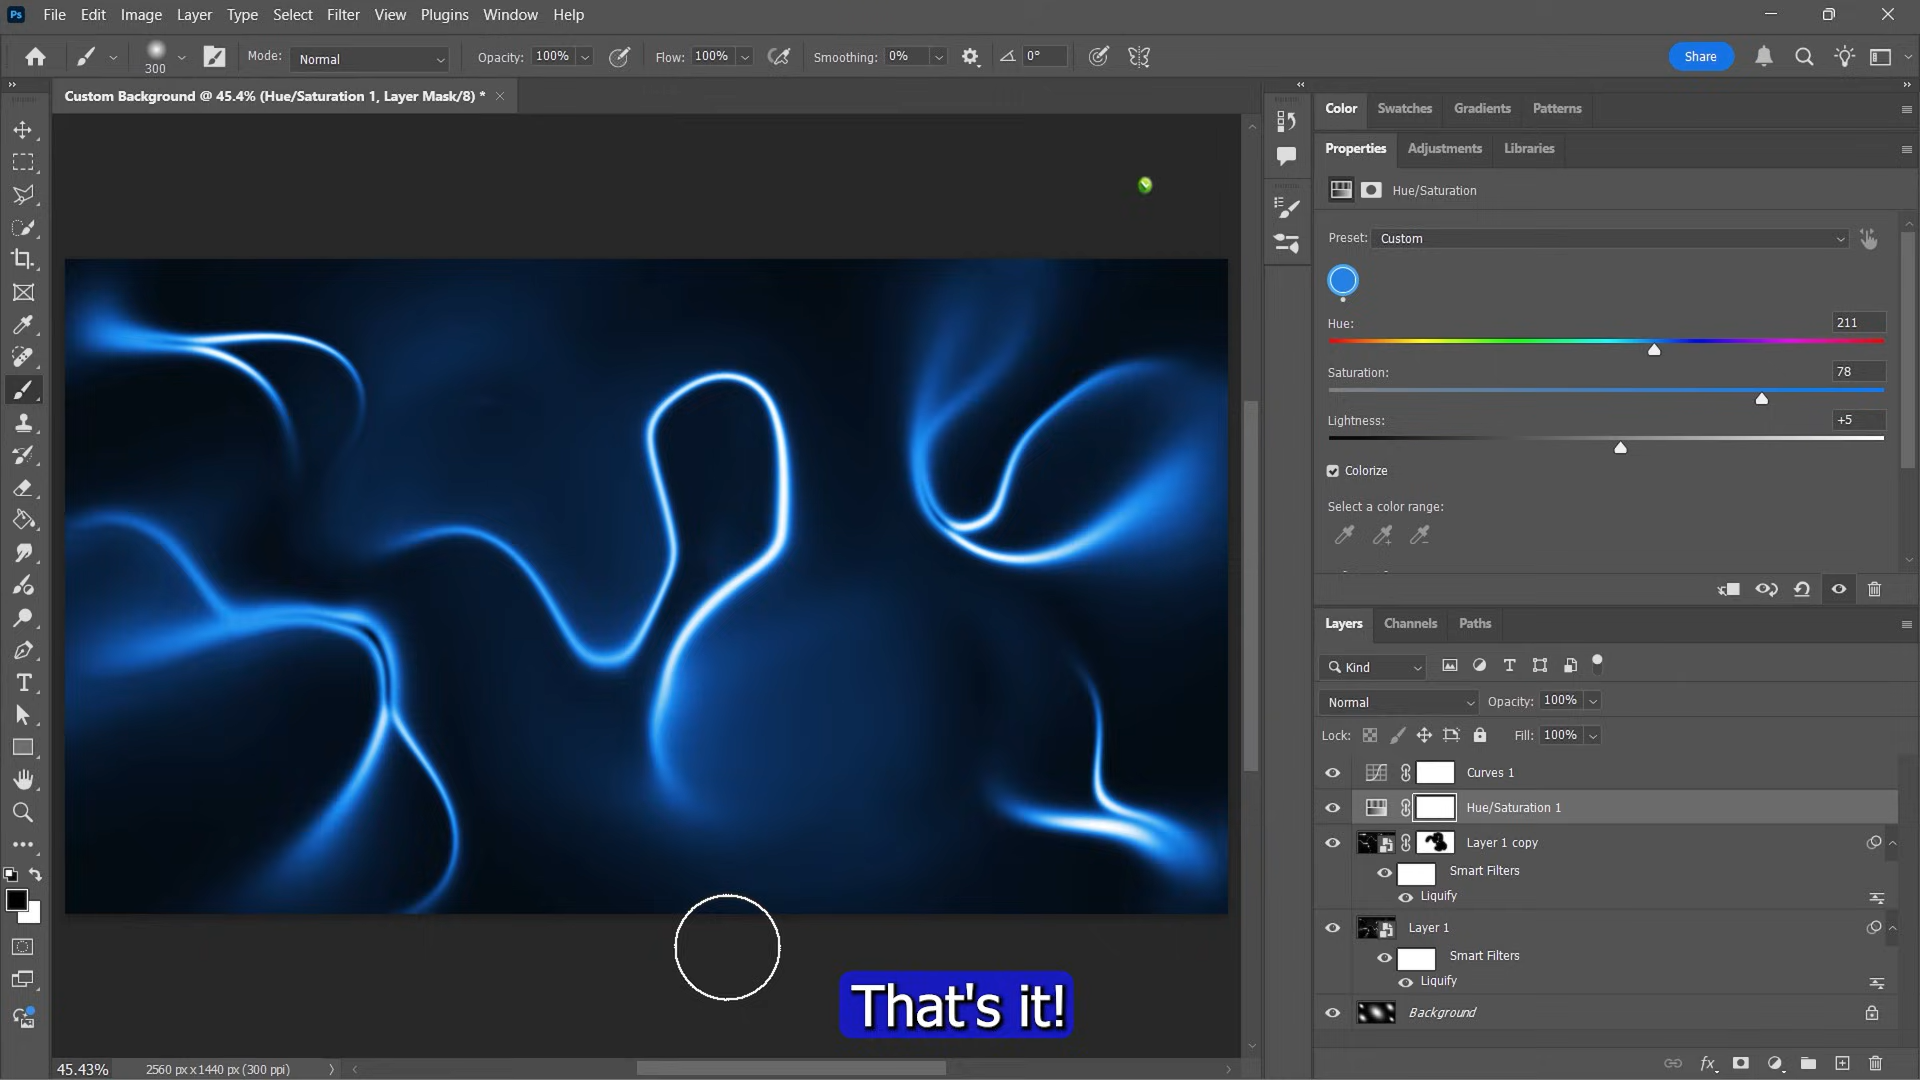 Ps File Edit Image Layer Type Select Filter View Plugins Window Help
300 Mode: Normal Opacity: 100% Flow: 100% Smoothing: 0% 0° Share
Custom Background @ 45.4% (Hue/Saturation 1, Layer Mask/8) *
Color Swatches Gradients Patterns
Properties Adjustments Libraries
Hue/Saturation
Preset: Custom
Hue: 211
Saturation: 78
Lightness: +5
Colorize
Select a color range:
Layers Channels Paths
Kind
Normal Opacity: 100%
Lock: Fill: 100%
Curves 1
Hue/Saturation 1
Layer 1 copy
Smart Filters
Liquify
Layer 1
Smart Filters
Liquify
Background
That's it!
45.43% 2560 px x 1440 px (300 ppi)
fx